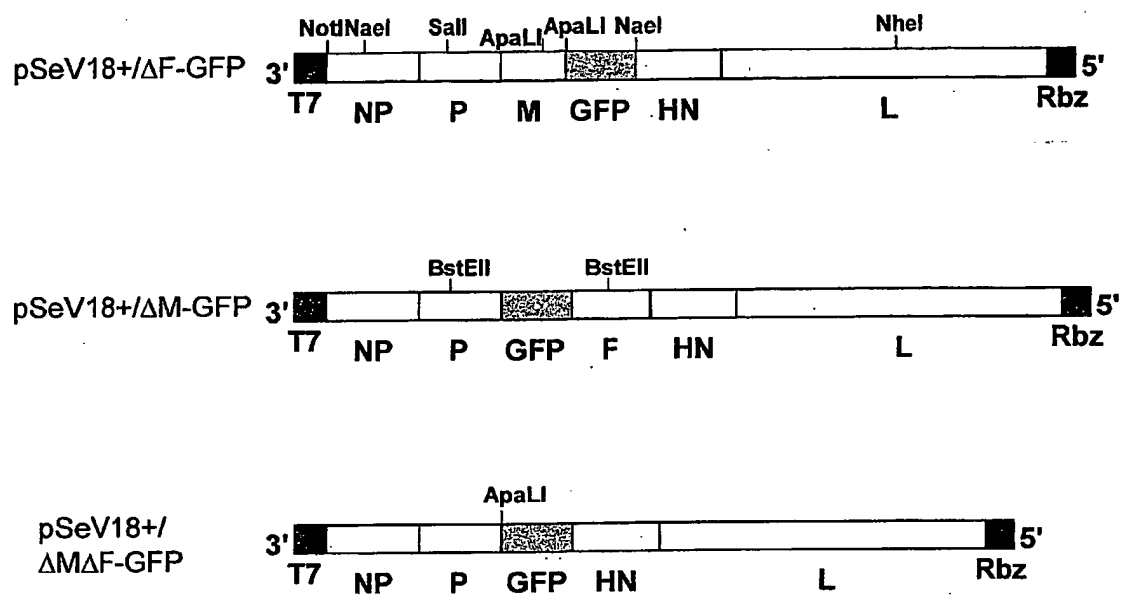 NotI NaeI SalI ApaLI ApaLI NaeI NheI
pSeV18+/ΔF-GFP 3' 5'
T7 NP P M GFP HN L Rbz
BstEII BstEII
pSeV18+/ΔM-GFP 3' 5'
T7 NP P GFP F HN L Rbz
ApaLI
pSeV18+/
ΔMΔF-GFP 3' 5'
T7 NP P GFP HN L Rbz